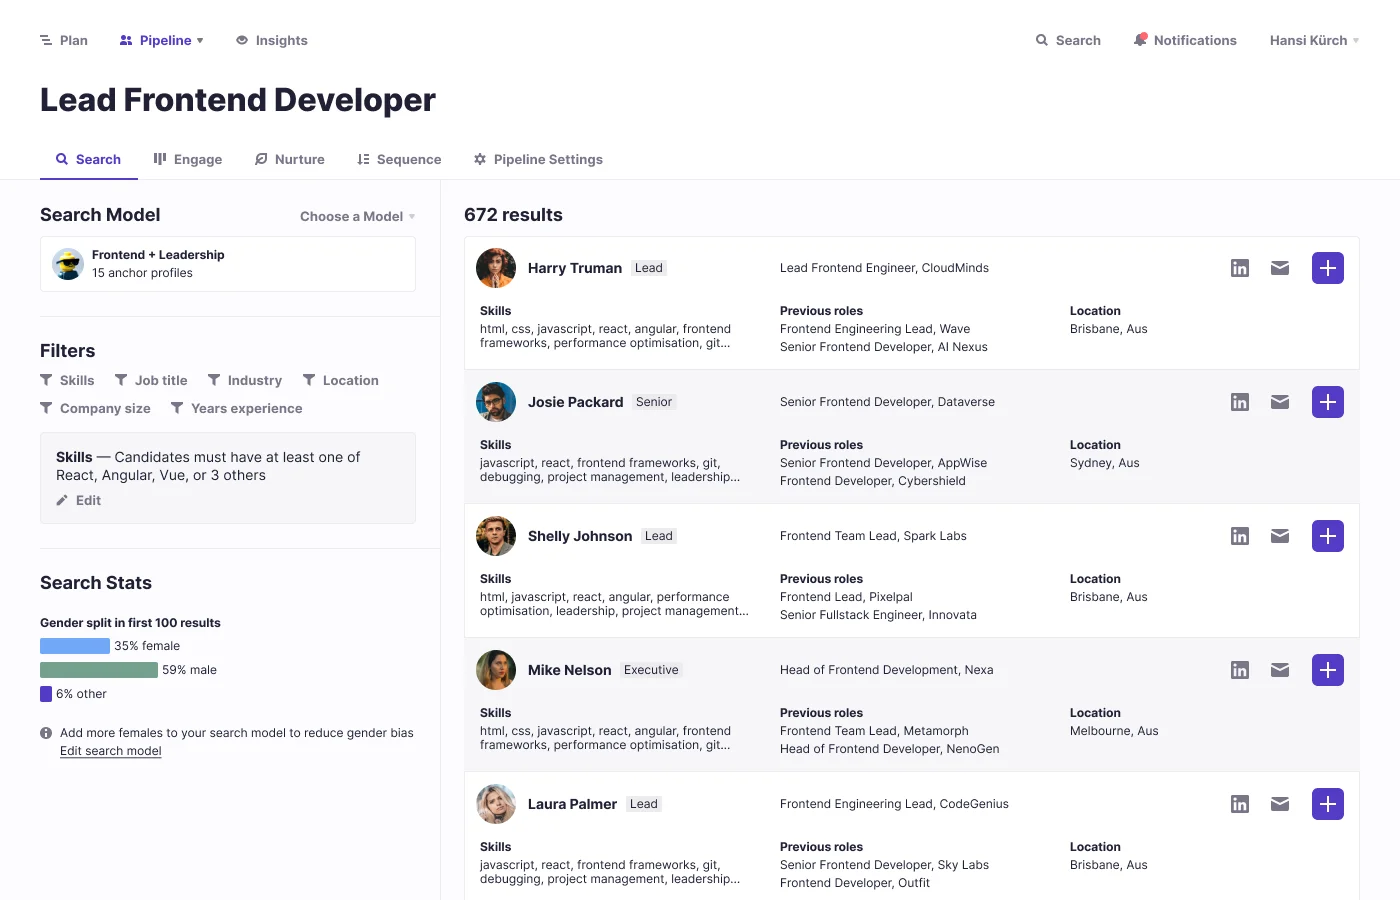 Plan
Pipeline
Insights
Search
Notifications
Hansi Kürch
Lead Frontend Developer
Search
Engage
Nurture
Sequence
Pipeline Settings
Search Model
Choose a Model
Frontend + Leadership
15 anchor profiles
Filters
Skills
Job title
Industry
Location
Company size
Years experience
Skills — Candidates must have at least one of
React, Angular, Vue, or 3 others
Edit
Search Stats
Gender split in first 100 results
35% female
59% male
6% other
Add more females to your search model to reduce gender bias
Edit search model
672 results
Harry Truman
Lead
Lead Frontend Engineer, CloudMinds
in
Skills
html, css, javascript, react, angular, frontend
frameworks, performance optimisation, git...
Previous roles
Frontend Engineering Lead, Wave
Senior Frontend Developer, AI Nexus
Location
Brisbane, Aus
Josie Packard
Senior
Senior Frontend Developer, Dataverse
in
Skills
javascript, react, frontend frameworks, git,
debugging, project management, leadership...
Previous roles
Senior Frontend Developer, AppWise
Frontend Developer, Cybershield
Location
Sydney, Aus
Shelly Johnson
Lead
Frontend Team Lead, Spark Labs
in
Skills
html, javascript, react, angular, performance
optimisation, leadership, project management...
Previous roles
Frontend Lead, Pixelpal
Senior Fullstack Engineer, Innovata
Location
Brisbane, Aus
Mike Nelson
Executive
Head of Frontend Development, Nexa
in
Skills
html, css, javascript, react, angular, frontend
frameworks, performance optimisation, git...
Previous roles
Frontend Team Lead, Metamorph
Head of Frontend Developer, NenoGen
Location
Melbourne, Aus
Laura Palmer
Lead
Frontend Engineering Lead, CodeGenius
in
Skills
javascript, react, frontend frameworks, git,
debugging, project management, leadership...
Previous roles
Senior Frontend Developer, Sky Labs
Frontend Developer, Outfit
Location
Brisbane, Aus